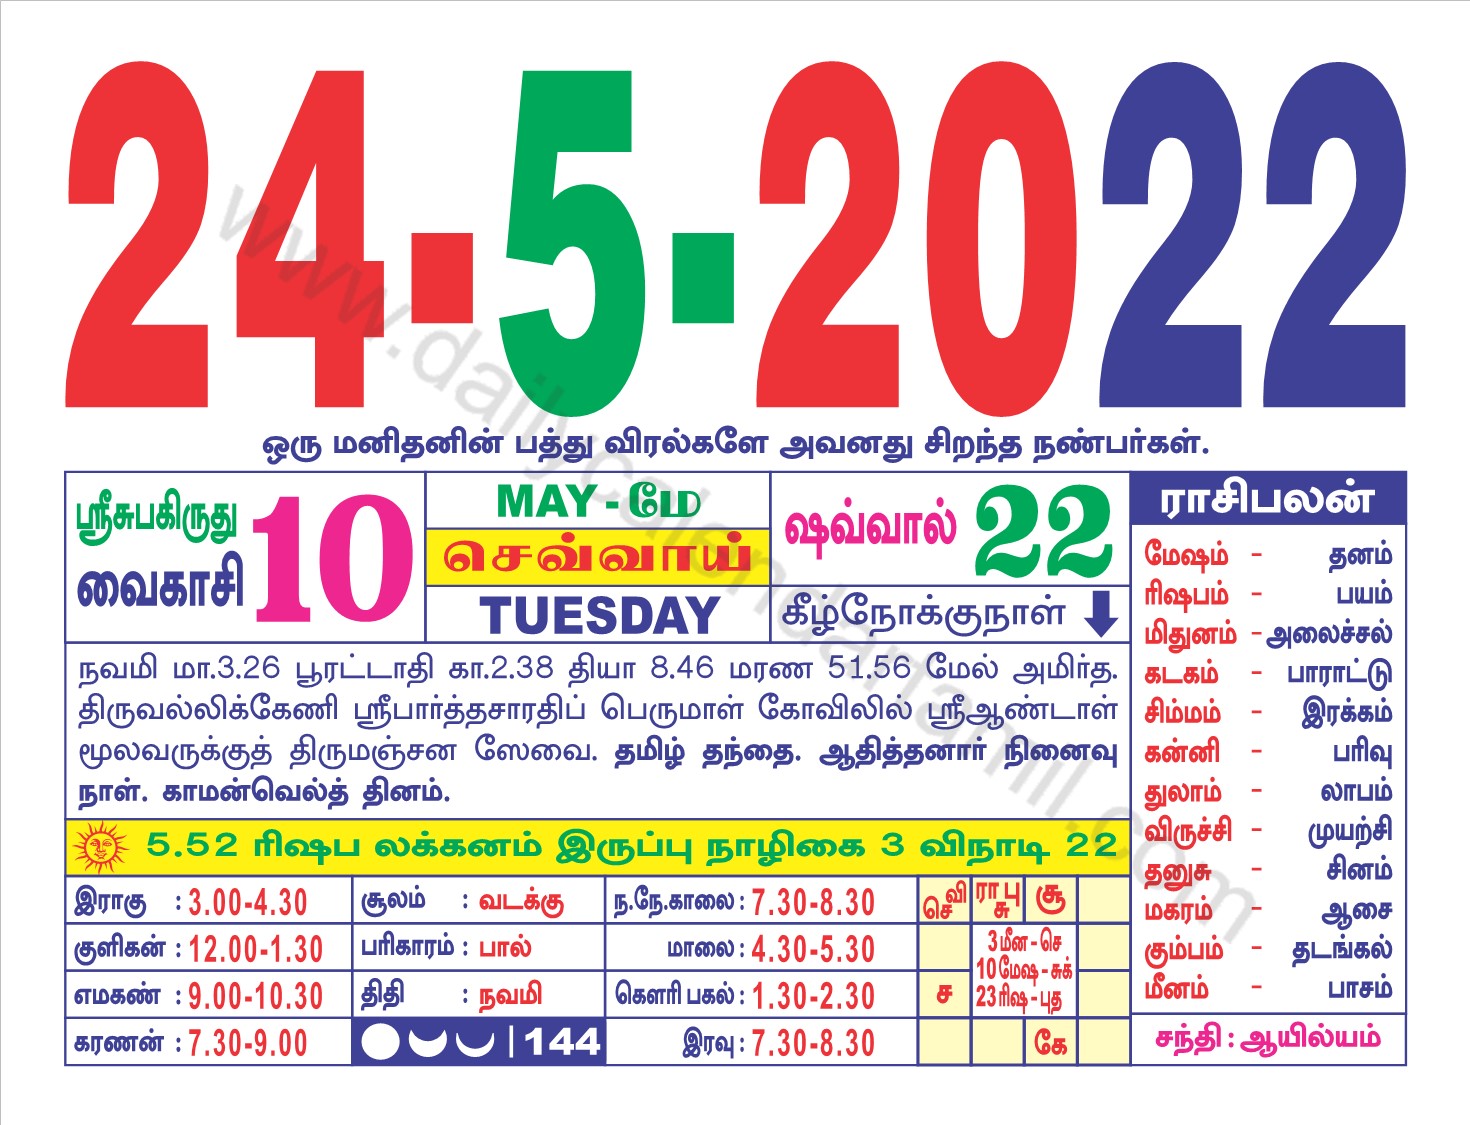 24-5-2022
ஒரு மனிதனின் பத்து விரல்களே அவனது சிறந்த நண்பர்கள்.
ஸ்ரீசுபகிருது
வைகாசி 10
MAY - மே
செவ்வாய்
TUESDAY
ஷவ்வால் 22
கீழ்நோக்குநாள்
நவமி மா.3.26 பூரட்டாதி கா.2.38 தியா 8.46 மரண 51.56 மேல் அமிர்த.
திருவல்லிக்கேணி ஸ்ரீபார்த்தசாரதிப் பெருமாள் கோவிலில் ஸ்ரீஆண்டாள்
மூலவருக்குத் திருமஞ்சன ஸேவை. தமிழ் தந்தை. ஆதித்தனார் நினைவு
நாள். காமன்வெல்த் தினம்.
5.52 ரிஷப லக்கனம் இருப்பு நாழிகை 3 விநாடி 22
இராகு : 3.00-4.30
குளிகன் : 12.00-1.30
எமகண் : 9.00-10.30
கரணன் : 7.30-9.00
சூலம் : வடக்கு
பரிகாரம் : பால்
திதி : நவமி
| 144
ந.நே.காலை : 7.30-8.30
மாலை : 4.30-5.30
கௌரி பகல் : 1.30-2.30
இரவு : 7.30-8.30
செ வி
ரா பு சு
சூ
3 மீன - செ
10 மேஷ - சுக்
23 ரிஷ - புத
ச
கே
ராசிபலன்
மேஷம் - தனம்
ரிஷபம் - பயம்
மிதுனம் - அலைச்சல்
கடகம் - பாராட்டு
சிம்மம் - இரக்கம்
கன்னி - பரிவு
துலாம் - லாபம்
விருச்சி - முயற்சி
தனுசு - சினம்
மகரம் - ஆசை
கும்பம் - தடங்கல்
மீனம் - பாசம்
சந்தி : ஆயில்யம்
www.dailycalendartamil.com